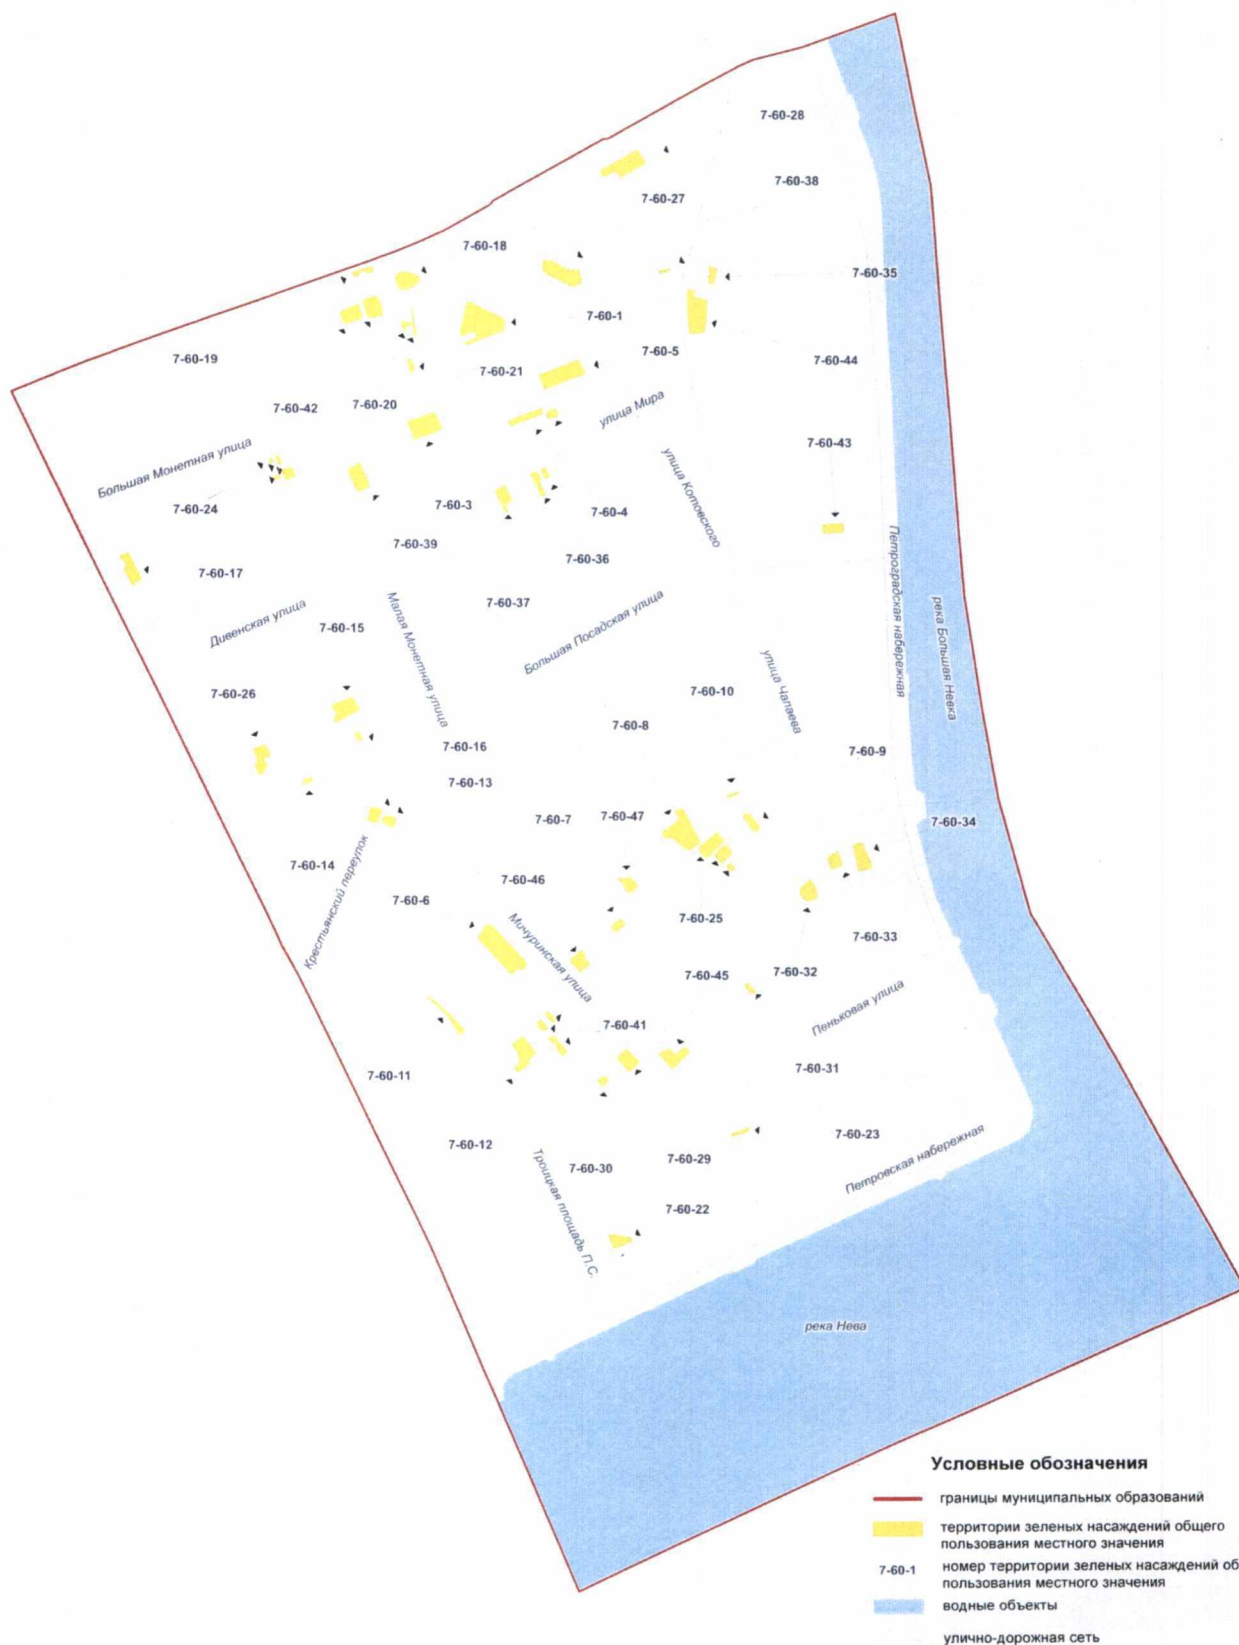 7-60-28
7-60-38
7-60-27
7-60-18
7-60-35
7-60-1
7-60-5
7-60-19
7-60-44
7-60-21
7-60-42
7-60-20
улица Мира
7-60-43
Большая Монетная улица
улица Котовского
7-60-24
7-60-3
7-60-4
7-60-39
7-60-36
7-60-17
Петроградская набережная
река Большая Невка
7-60-37
Малая Монетная улица
Дивенская улица
7-60-15
Большая Посадская улица
7-60-26
7-60-10
улица Чапаева
7-60-8
7-60-16
7-60-9
7-60-13
7-60-7
7-60-47
7-60-34
7-60-14
Крестьянский переулок
7-60-46
7-60-6
7-60-25
Мичуринская улица
7-60-33
7-60-45
7-60-32
Пеньковая улица
7-60-41
7-60-31
7-60-11
7-60-23
7-60-12
Петровская набережная
7-60-29
7-60-30
Троицкая площадь П.С.
7-60-22
река Нева
Условные обозначения
границы муниципальных образований
территории зеленых насаждений общего
пользования местного значения
7-60-1
номер территории зеленых насаждений об
пользования местного значения
водные объекты
улично-дорожная сеть